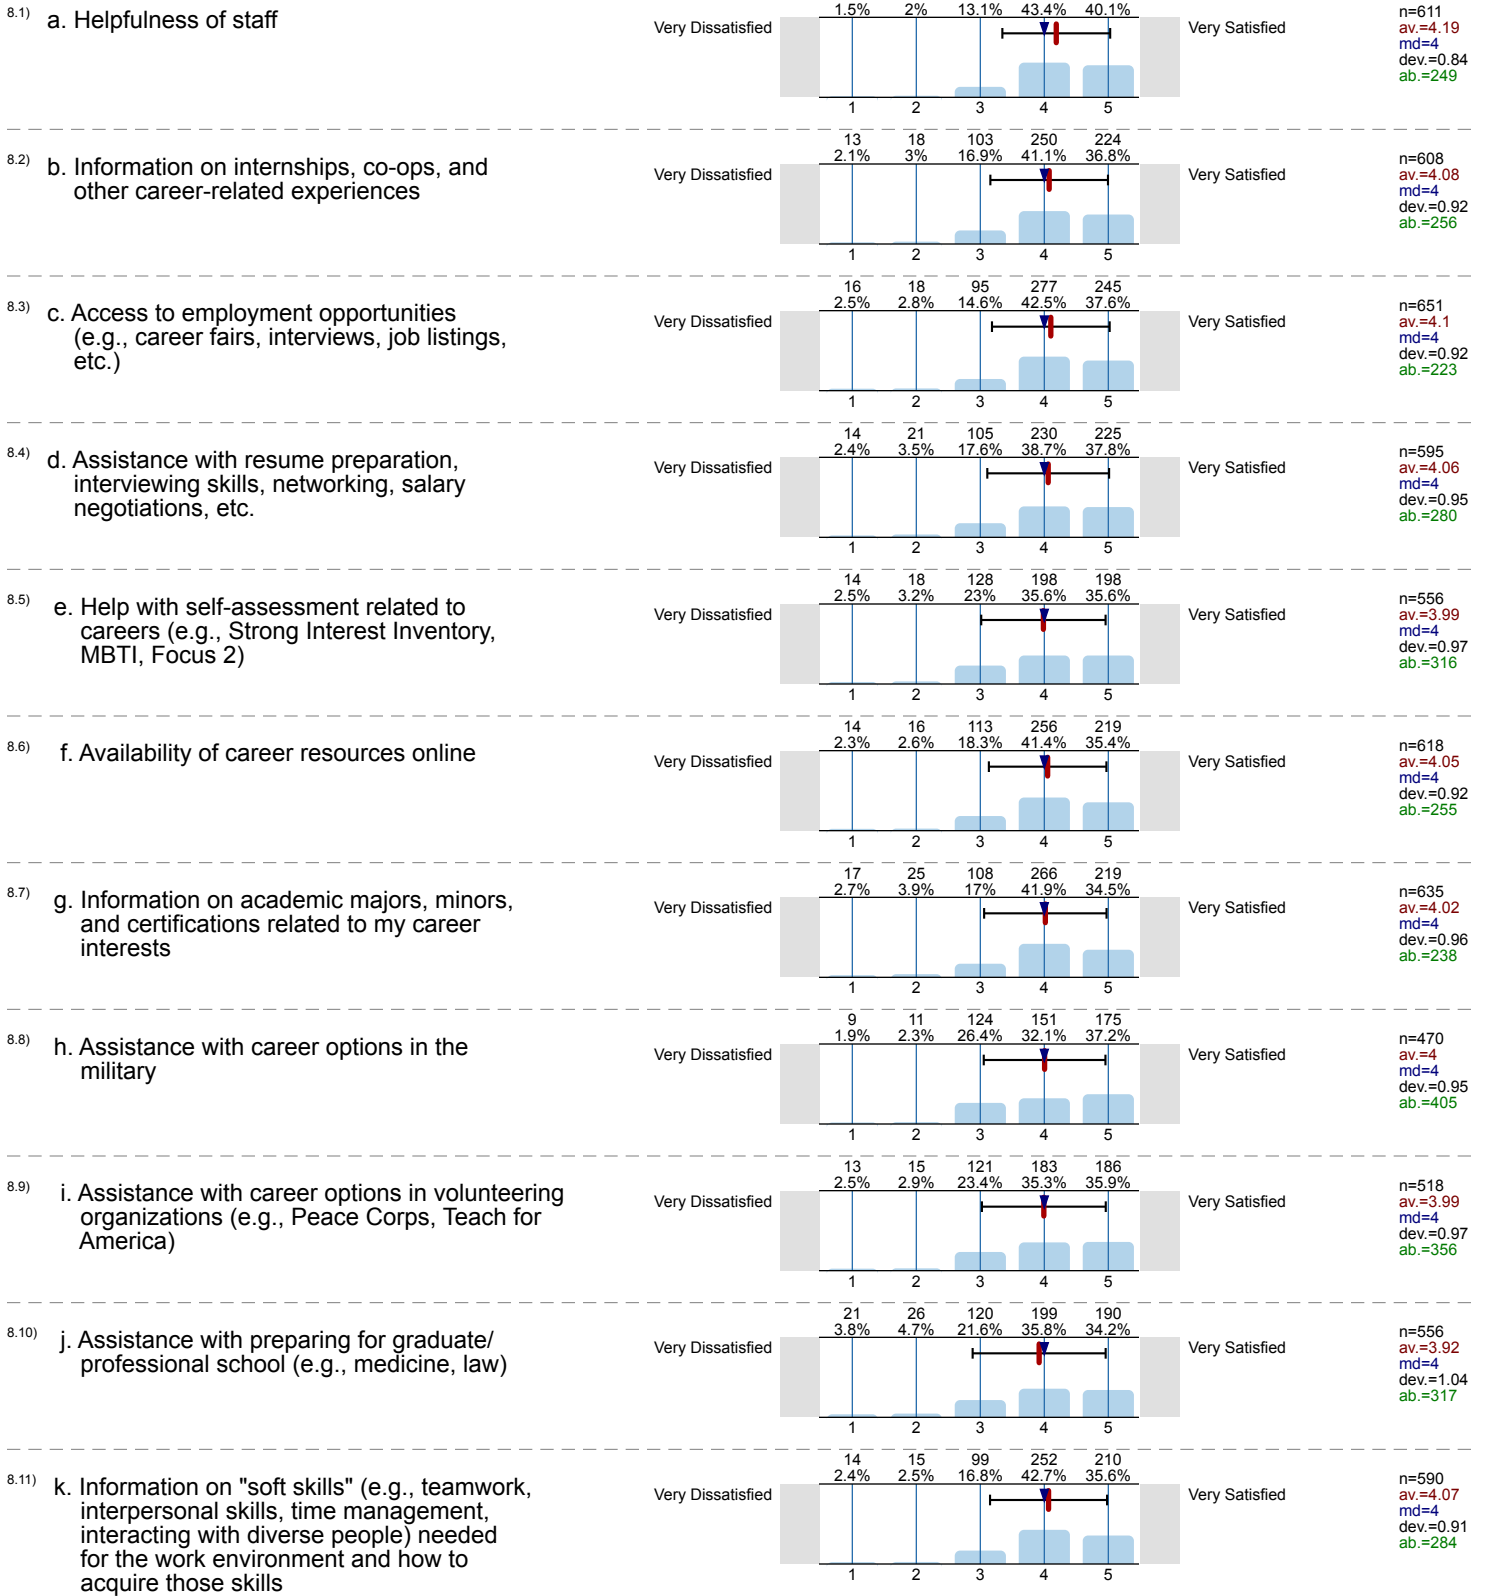 8.1) a. Helpfulness of staff
1.5% 2% 13.1% 43.4% 40.1%
Very Dissatisfied Very Satisfied
1 2 3 4 5
n=611
av.=4.19
md=4
dev.=0.84
ab.=249
8.2) b. Information on internships, co-ops, and
other career-related experiences
13 18 103 250 224
2.1% 3% 16.9% 41.1% 36.8%
Very Dissatisfied Very Satisfied
1 2 3 4 5
n=608
av.=4.08
md=4
dev.=0.92
ab.=256
8.3) c. Access to employment opportunities
(e.g., career fairs, interviews, job listings,
etc.)
16 18 95 277 245
2.5% 2.8% 14.6% 42.5% 37.6%
Very Dissatisfied Very Satisfied
1 2 3 4 5
n=651
av.=4.1
md=4
dev.=0.92
ab.=223
8.4) d. Assistance with resume preparation,
interviewing skills, networking, salary
negotiations, etc.
14 21 105 230 225
2.4% 3.5% 17.6% 38.7% 37.8%
Very Dissatisfied Very Satisfied
1 2 3 4 5
n=595
av.=4.06
md=4
dev.=0.95
ab.=280
8.5) e. Help with self-assessment related to
careers (e.g., Strong Interest Inventory,
MBTI, Focus 2)
14 18 128 198 198
2.5% 3.2% 23% 35.6% 35.6%
Very Dissatisfied Very Satisfied
1 2 3 4 5
n=556
av.=3.99
md=4
dev.=0.97
ab.=316
8.6) f. Availability of career resources online
14 16 113 256 219
2.3% 2.6% 18.3% 41.4% 35.4%
Very Dissatisfied Very Satisfied
1 2 3 4 5
n=618
av.=4.05
md=4
dev.=0.92
ab.=255
8.7) g. Information on academic majors, minors,
and certifications related to my career
interests
17 25 108 266 219
2.7% 3.9% 17% 41.9% 34.5%
Very Dissatisfied Very Satisfied
1 2 3 4 5
n=635
av.=4.02
md=4
dev.=0.96
ab.=238
8.8) h. Assistance with career options in the
military
9 11 124 151 175
1.9% 2.3% 26.4% 32.1% 37.2%
Very Dissatisfied Very Satisfied
1 2 3 4 5
n=470
av.=4
md=4
dev.=0.95
ab.=405
8.9) i. Assistance with career options in volunteering
organizations (e.g., Peace Corps, Teach for
America)
13 15 121 183 186
2.5% 2.9% 23.4% 35.3% 35.9%
Very Dissatisfied Very Satisfied
1 2 3 4 5
n=518
av.=3.99
md=4
dev.=0.97
ab.=356
8.10) j. Assistance with preparing for graduate/
professional school (e.g., medicine, law)
21 26 120 199 190
3.8% 4.7% 21.6% 35.8% 34.2%
Very Dissatisfied Very Satisfied
1 2 3 4 5
n=556
av.=3.92
md=4
dev.=1.04
ab.=317
8.11) k. Information on "soft skills" (e.g., teamwork,
interpersonal skills, time management,
interacting with diverse people) needed
for the work environment and how to
acquire those skills
14 15 99 252 210
2.4% 2.5% 16.8% 42.7% 35.6%
Very Dissatisfied Very Satisfied
1 2 3 4 5
n=590
av.=4.07
md=4
dev.=0.91
ab.=284